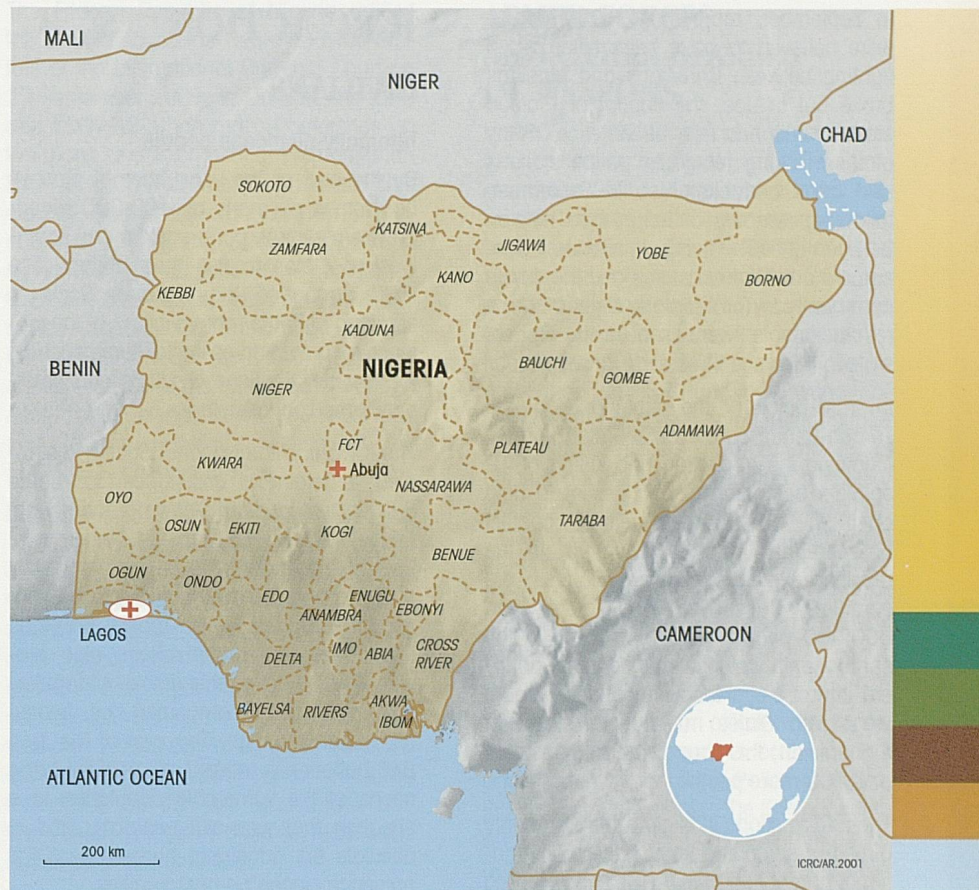 MALI
NIGER
CHAD
SOKOTO
KATSINA
ZAMFARA
JIGAWA
YOBE
KANO
BORNO
KEBBI
KADUNA
BENIN
NIGERIA
BAUCHI
GOMBE
NIGER
ADAMAWA
FCT
PLATEAU
KWARA
Abuja
NASSARAWA
OYO
TARABA
OSUN
EKITI
KOGI
BENUE
OGUN
ONDO
EDO
ENUGU
ANAMBRA
EBONYI
LAGOS
CAMEROON
IMO
ABIA
CROSS
RIVER
DELTA
BAYELSA
RIVERS
AKWA
IBOM
ATLANTIC OCEAN
200 km
ICRC/AR.2001